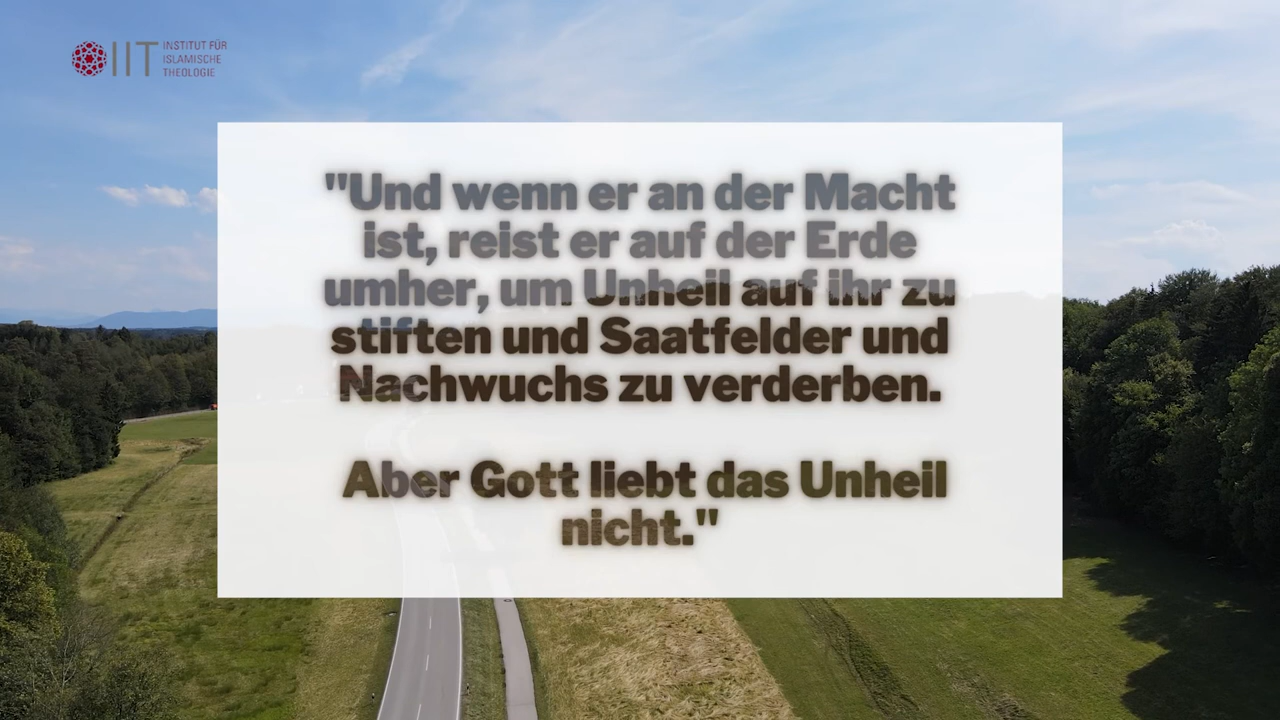 IIT
INSTITUT FÜR
ISLAMISCHE
THEOLOGIE
"Und wenn er an der Macht
ist, reist er auf der Erde
umher, um Unheil auf ihr zu
stiften und Saatfelder und
Nachwuchs zu verderben.
Aber Gott liebt das Unheil
nicht."